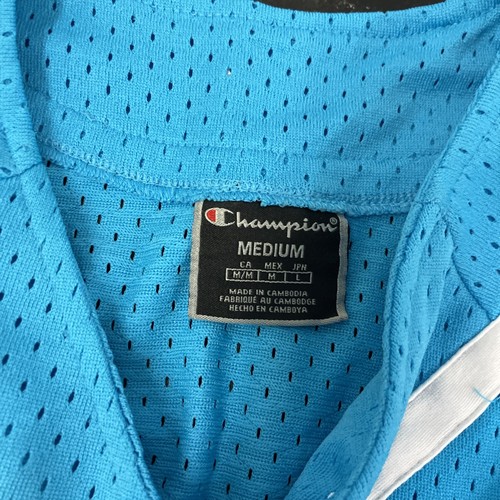 Champion®
MEDIUM
CA MEX JPN
M/M M L
MADE IN CAMBODIA
FABRIQUÉ AU CAMBODGE
HECHO EN CAMBOYA